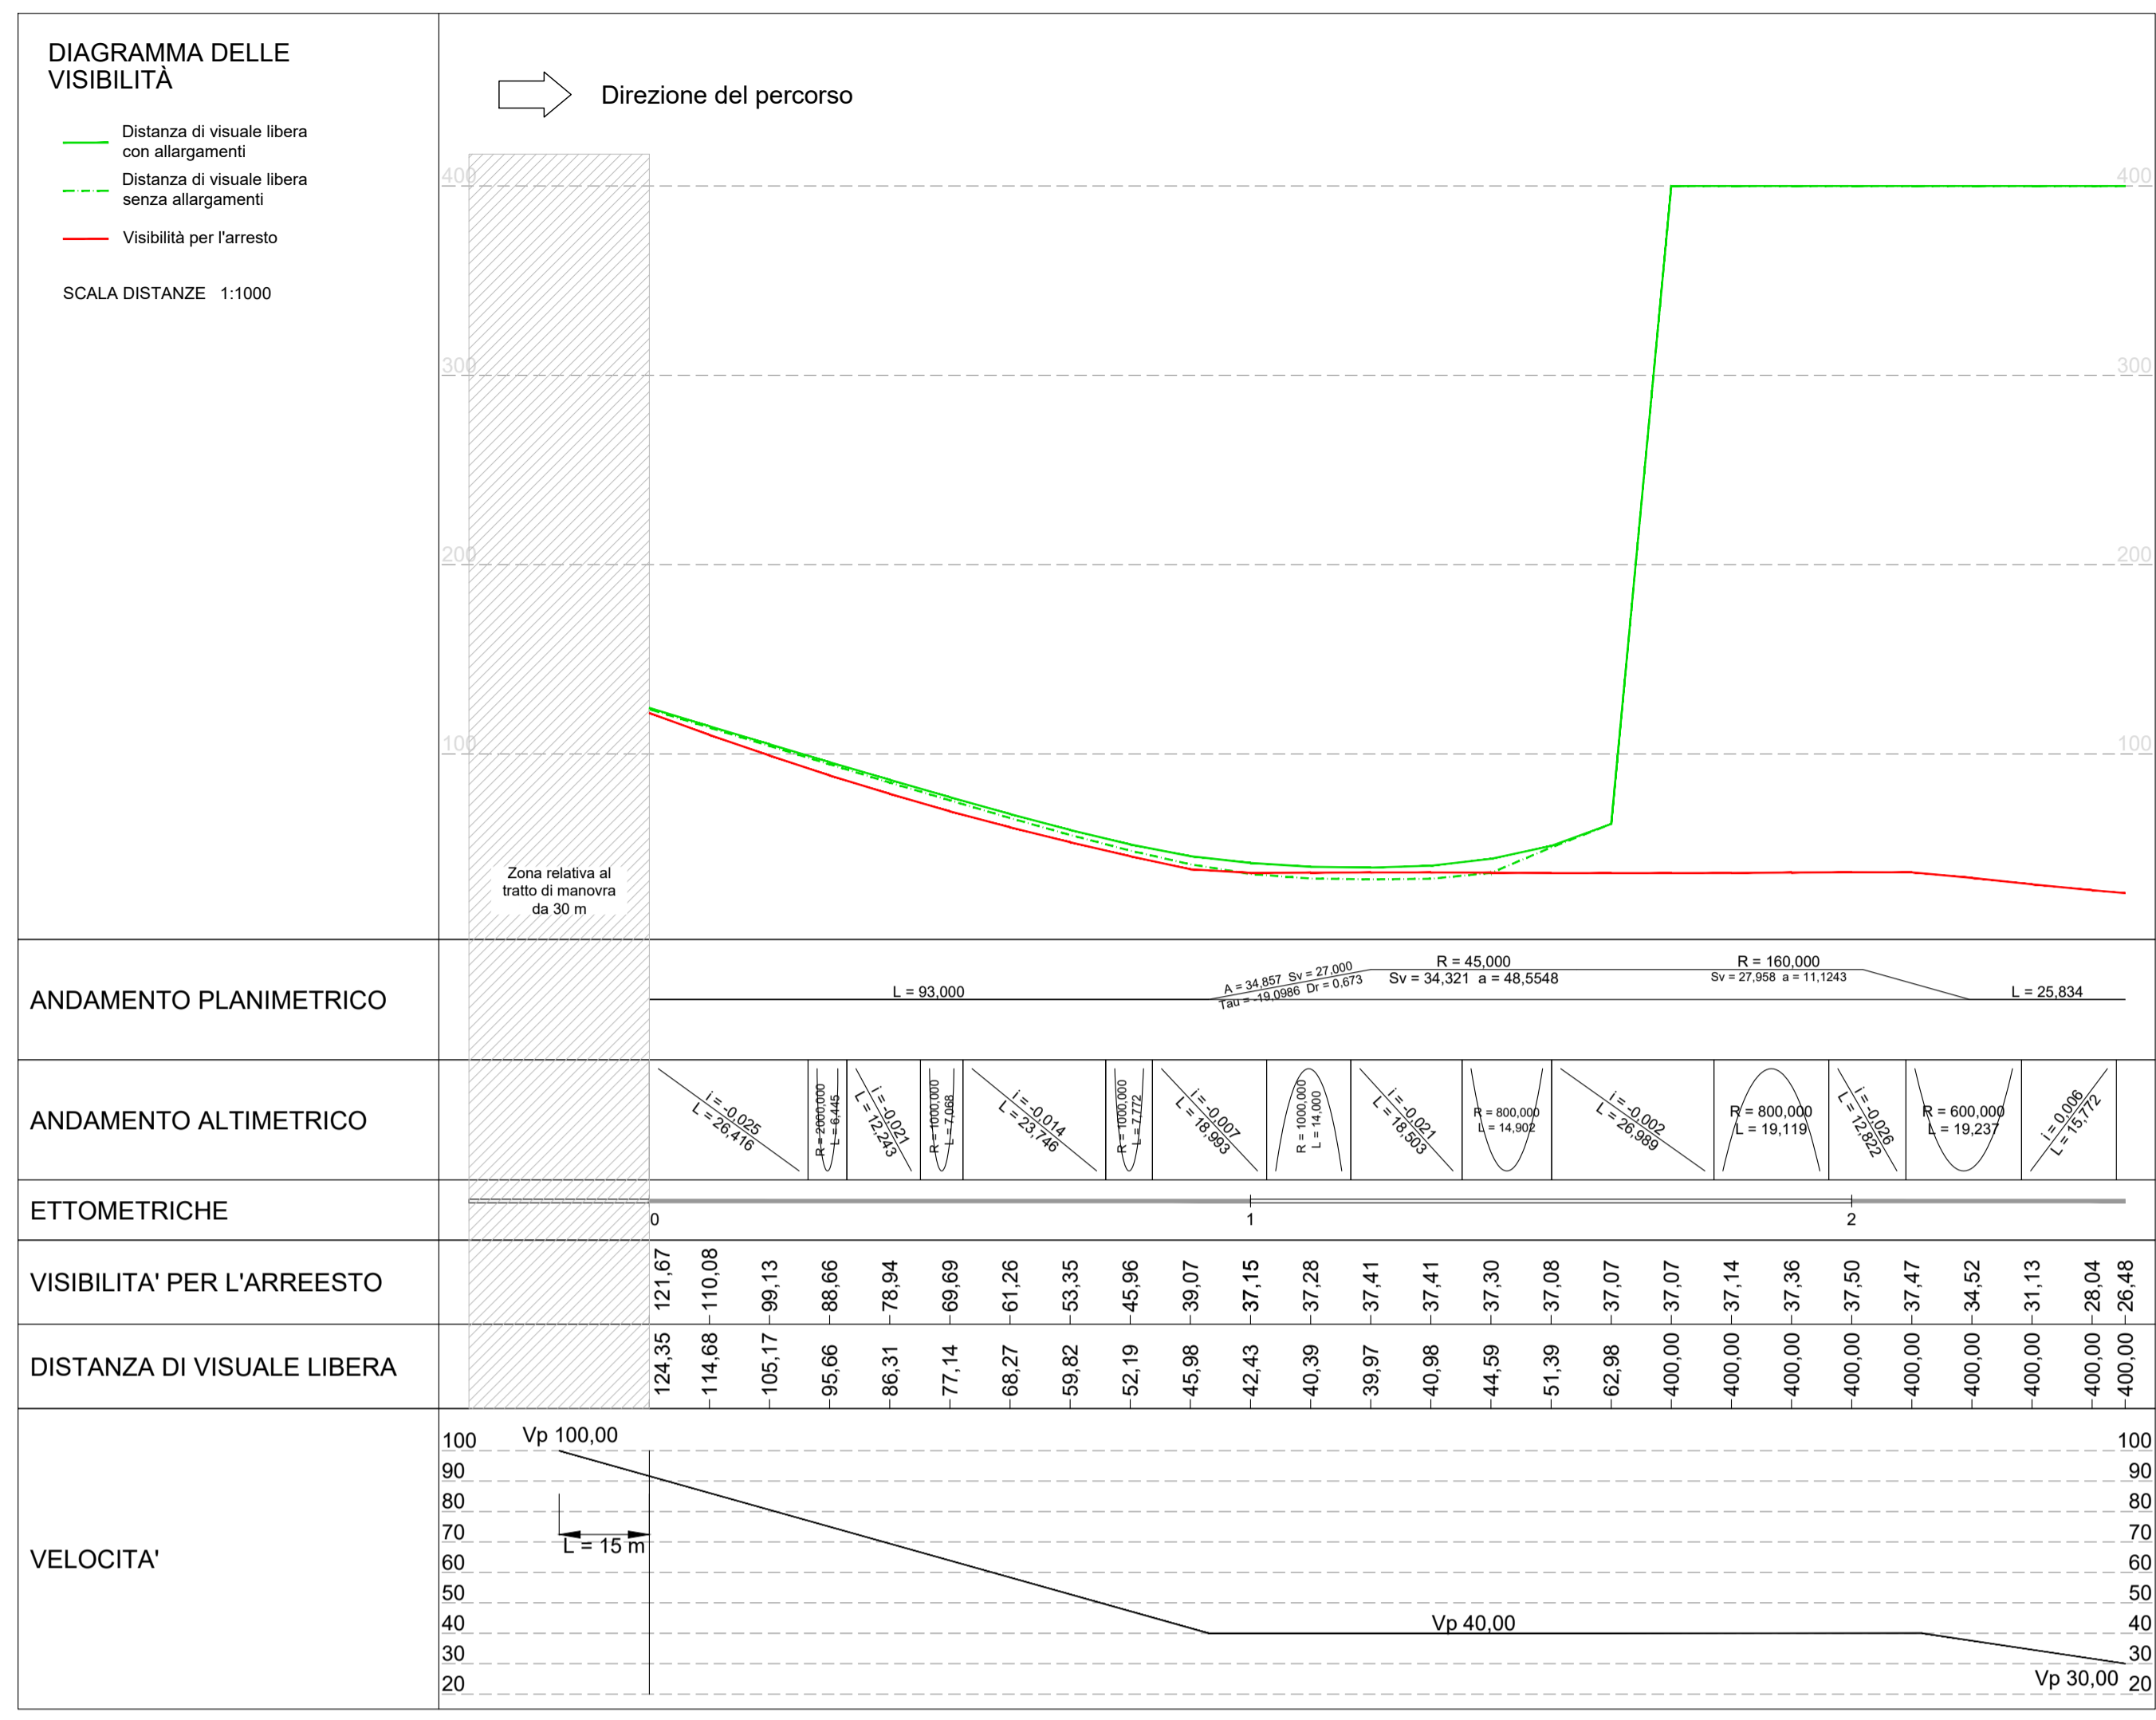 DIAGRAMMA DELLE
VISIBILITÀ
Distanza di visuale libera
con allargamenti
Distanza di visuale libera
senza allargamenti
Visibilità per l'arresto
SCALA DISTANZE 1:1000
Direzione del percorso
400 400
300 300
200 200
100 100
Zona relativa al
tratto di manovra
da 30 m
ANDAMENTO PLANIMETRICO
L = 93,000
A = 34,857 Sv = 27,000
Tau = -19,0986 Dr = 0,673
R = 45,000
Sv = 34,321 a = 48,5548
R = 160,000
Sv = 27,958 a = 11,1243
L = 25,834
ANDAMENTO ALTIMETRICO
i = -0,025
L = 26,416
R = 2000,000
L = 6,445
i = -0,021
L = 12,243
R = 1000,000
L = 7,068
i = -0,014
L = 23,746
R = 1000,000
L = 7,772
i = -0,007
L = 18,993
R = 1000,000
L = 14,000
i = -0,021
L = 18,503
R = 800,000
L = 14,902
i = -0,002
L = 26,989
R = 800,000
L = 19,119
i = -0,026
L = 12,822
R = 600,000
L = 19,237
i = 0,006
L = 15,772
ETTOMETRICHE
0 1 2
VISIBILITA' PER L'ARREESTO
121,67 110,08 99,13 88,66 78,94 69,69 61,26 53,35 45,96 39,07 37,15 37,28 37,41 37,41 37,30 37,08 37,07 37,07 37,14 37,36 37,50 37,47 34,52 31,13 28,04 26,48
DISTANZA DI VISUALE LIBERA
124,35 114,68 105,17 95,66 86,31 77,14 68,27 59,82 52,19 45,98 42,43 40,39 39,97 40,98 44,59 51,39 62,98 400,00 400,00 400,00 400,00 400,00 400,00 400,00 400,00 400,00
VELOCITA'
Vp 100,00
L = 15 m
Vp 40,00
Vp 30,00
100 100
90 90
80 80
70 70
60 60
50 50
40 40
30 30
20 20